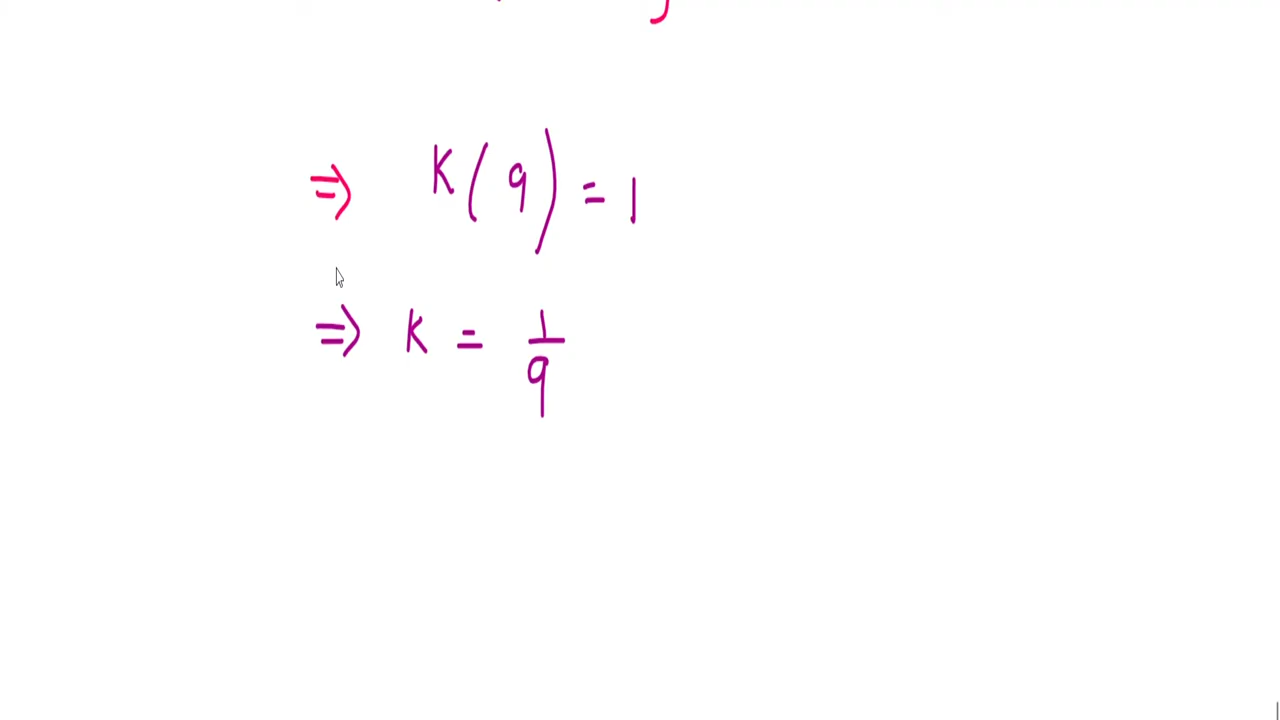 ⇒ K(9) = 1
⇒ K = 1/9